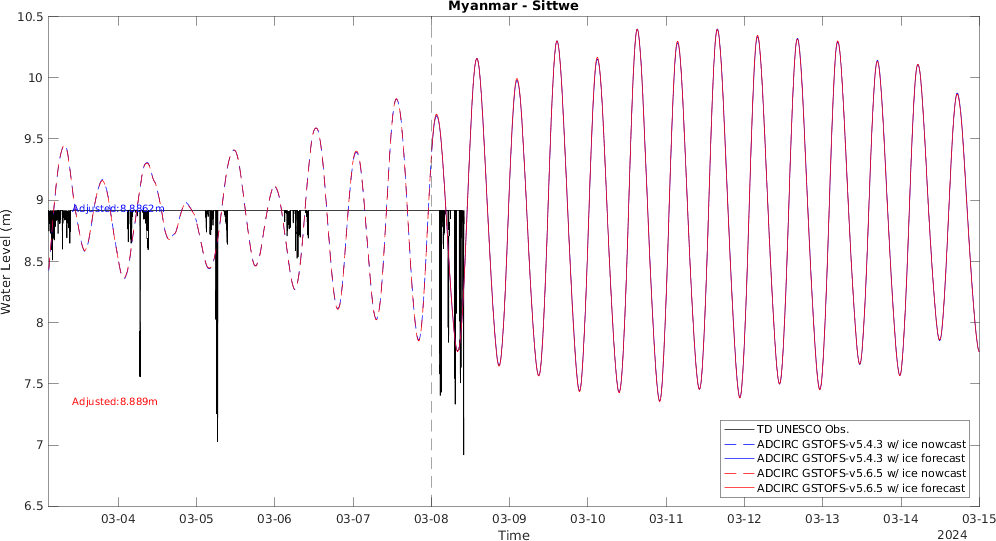 Myanmar - Sittwe
Water Level (m)
10.5
10
9.5
9
8.5
8
7.5
7
6.5
Adjusted:8.8862m
Adjusted:8.889m
TD UNESCO Obs.
ADCIRC GSTOFS-v5.4.3 w/ ice nowcast
ADCIRC GSTOFS-v5.4.3 w/ ice forecast
ADCIRC GSTOFS-v5.6.5 w/ ice nowcast
ADCIRC GSTOFS-v5.6.5 w/ ice forecast
03-04 03-05 03-06 03-07 03-08 03-09 03-10 03-11 03-12 03-13 03-14 03-15
Time
2024